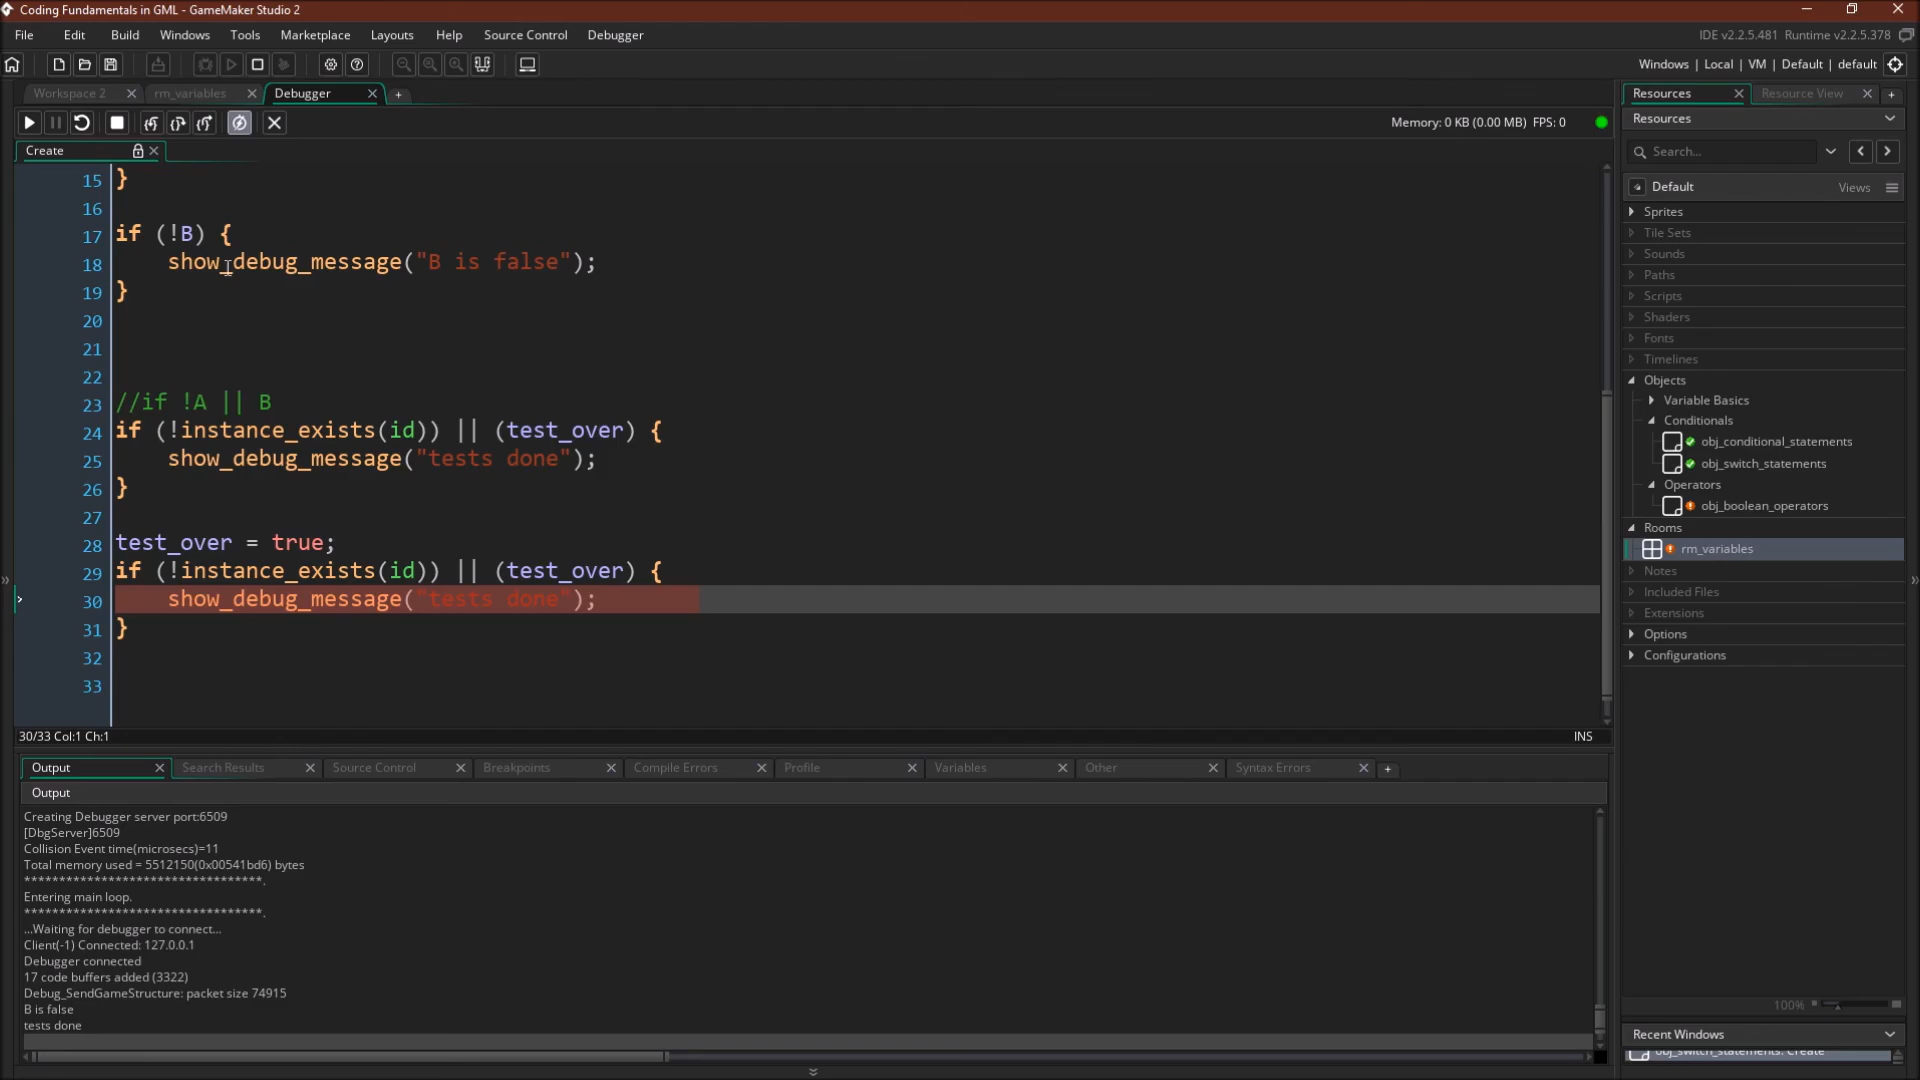 Coding Fundamentals in GML - GameMaker Studio 2
File Edit Build Windows Tools Marketplace Layouts Help Source Control Debugger
IDE v2.2.5.481 Runtime v2.2.5.378
Windows | Local | VM | Default | default
Workspace 2 rm_variables Debugger
Memory: 0 KB (0.00 MB) FPS: 0
Create
15 }
16
17 if (!B) {
18 show_debug_message("B is false");
19 }
20
21
22
23 //if !A || B
24 if (!instance_exists(id)) || (test_over) {
25 show_debug_message("tests done");
26 }
27
28 test_over = true;
29 if (!instance_exists(id)) || (test_over) {
30 show_debug_message("tests done");
31 }
32
33
30/33 Col:1 Ch:1 INS
Output Search Results Source Control Breakpoints Compile Errors Profile Variables Other Syntax Errors
Output
Creating Debugger server port:6509
[DbgServer]6509
Collision Event time(microsecs)=11
Total memory used = 5512150(0x00541bd6) bytes
**********************************.
Entering main loop.
**********************************.
...Waiting for debugger to connect...
Client(-1) Connected: 127.0.0.1
Debugger connected
17 code buffers added (3322)
Debug_SendGameStructure: packet size 74915
B is false
tests done
Resources Resource View
Resources
Search...
Default Views
Sprites
Tile Sets
Sounds
Paths
Scripts
Shaders
Fonts
Timelines
Objects
Variable Basics
Conditionals
obj_conditional_statements
obj_switch_statements
Operators
obj_boolean_operators
Rooms
rm_variables
Notes
Included Files
Extensions
Options
Configurations
100%
Recent Windows
obj_switch_statements: Create